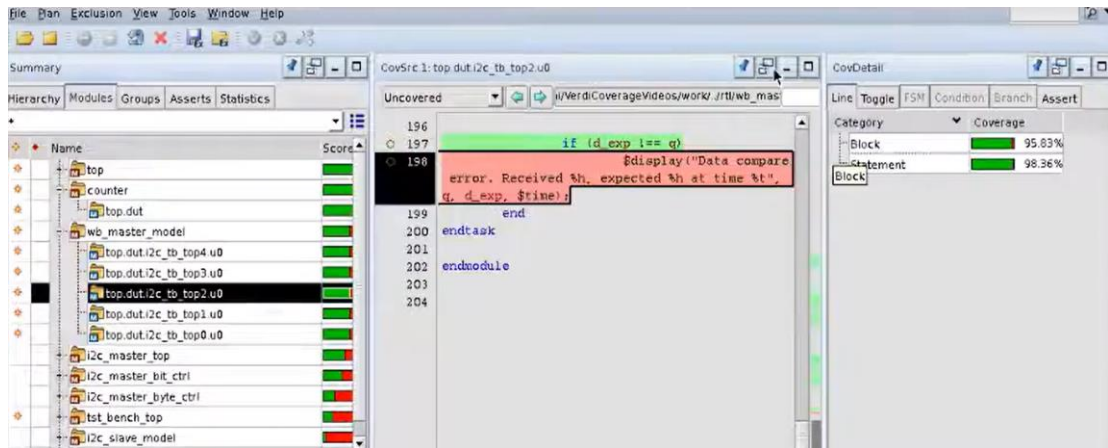 File Plan Exclusion View Tools Window Help
Summary
Hierarchy Modules Groups Asserts Statistics
*
Name Score
top
counter
top.dut
wb_master_model
top.dut.i2c_tb_top4.u0
top.dut.i2c_tb_top3.u0
top.dut.i2c_tb_top2.u0
top.dut.i2c_tb_top1.u0
top.dut.i2c_tb_top0.u0
i2c_master_top
i2c_master_bit_ctrl
i2c_master_byte_ctrl
tst_bench_top
i2c_slave_model
CovSrc.1: top.dut.i2c_tb_top2.u0
Uncovered /VerdiCoverageVideos/work/../rtl/wb_mas
196
197 if (d_exp !== q)
198 $display("Data compare
error. Received %h, expected %h at time %t",
q, d_exp, $time);
199 end
200 endtask
201
202 endmodule
203
204
CovDetail
Line Toggle FSM Condition Branch Assert
Category Coverage
Block 95.83%
Statement 98.36%
Block